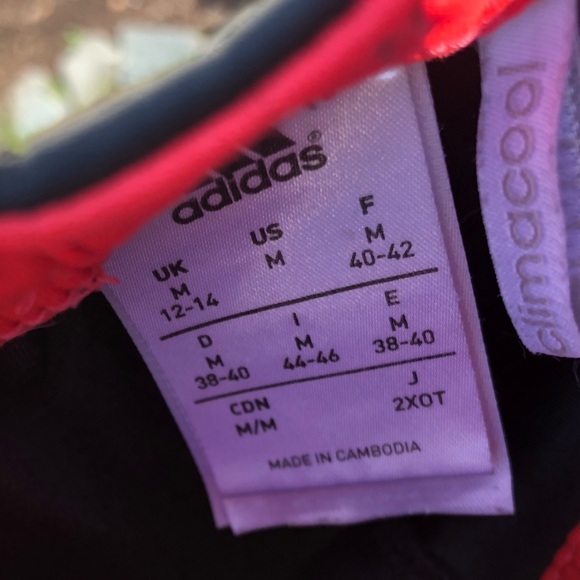 adidas®
UK US F
M M M
12-14 40-42
D I E
M M M
38-40 44-46 38-40
CDN J
M/M 2XOT
MADE IN CAMBODIA
climacool